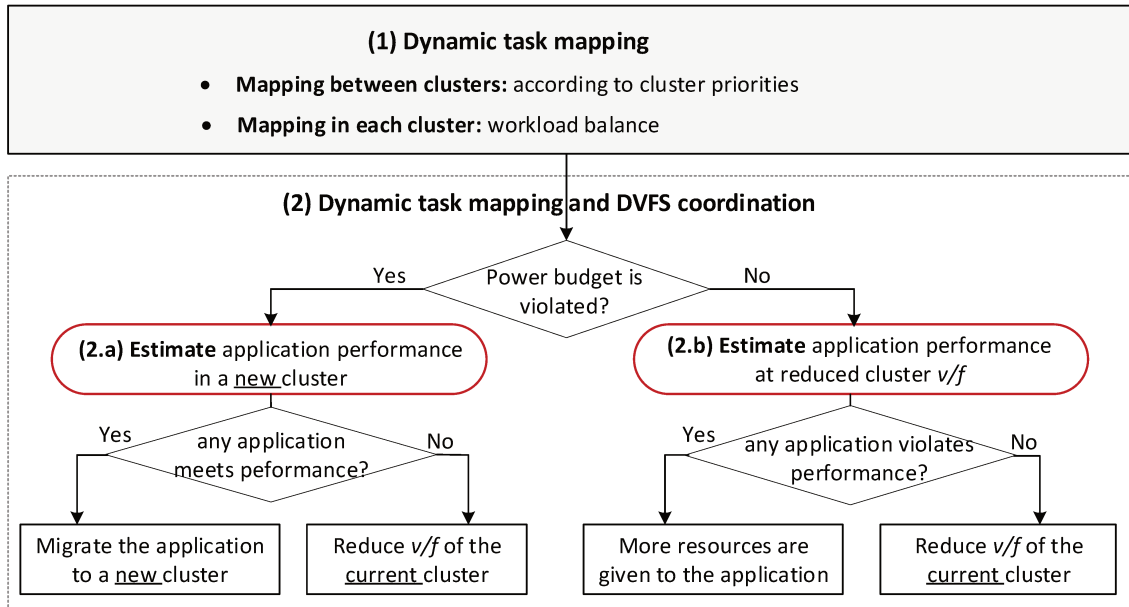 (1) Dynamic task mapping
• Mapping between clusters: according to cluster priorities
• Mapping in each cluster: workload balance
(2) Dynamic task mapping and DVFS coordination
Power budget is
violated?
Yes
No
(2.a) Estimate application performance
in a new cluster
(2.b) Estimate application performance
at reduced cluster v/f
Yes
any application
meets peformance?
No
Yes
any application violates
performance?
No
Migrate the application
to a new cluster
Reduce v/f of the
current cluster
More resources are
given to the application
Reduce v/f of the
current cluster